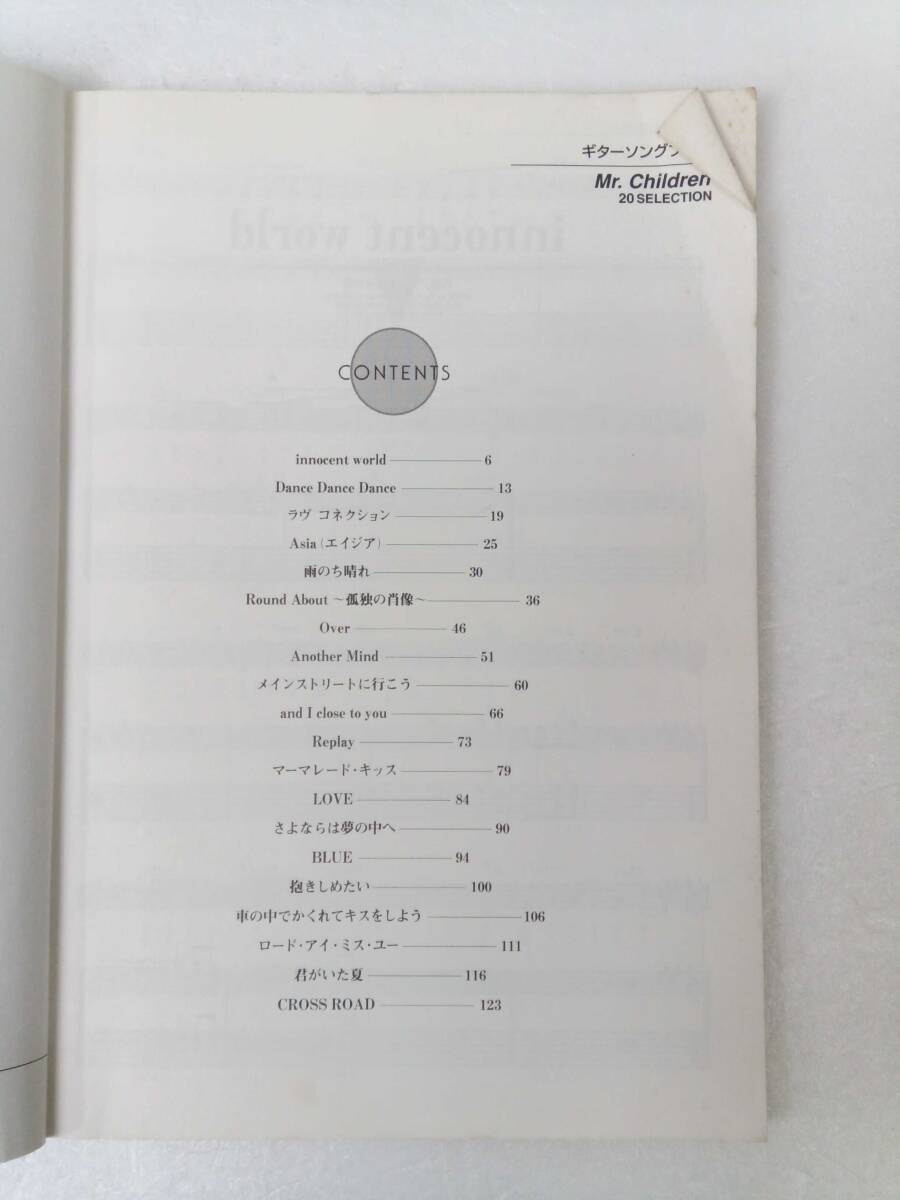 ギターソング
Mr. Children
20 SELECTION
innocent world
CONTENTS
innocent world 6
Dance Dance Dance 13
ラヴ コネクション 19
Asia(エイジア) 25
雨のち晴れ 30
Round About ～孤独の肖像～ 36
Over 46
Another Mind 51
メインストリートに行こう 60
and I close to you 66
Replay 73
マーマレード・キッス 79
LOVE 84
さよならは夢の中へ 90
BLUE 94
抱きしめたい 100
車の中でかくれてキスをしよう 106
ロード・アイ・ミス・ユー 111
君がいた夏 116
CROSS ROAD 123